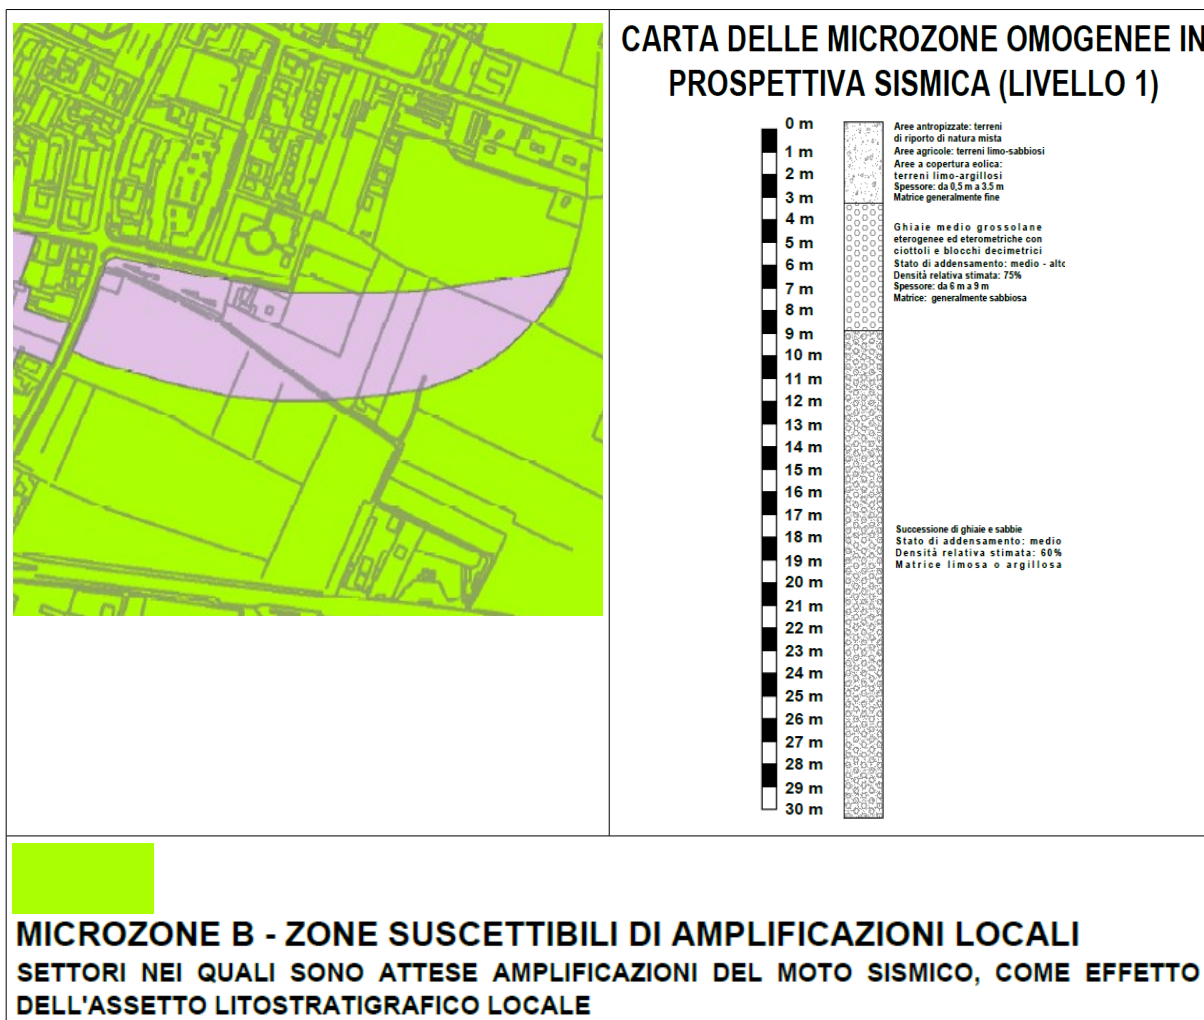 CARTA DELLE MICROZONE OMOGENEE IN
PROSPETTIVA SISMICA (LIVELLO 1)
0 m
1 m
2 m
3 m
4 m
5 m
6 m
7 m
8 m
9 m
10 m
11 m
12 m
13 m
14 m
15 m
16 m
17 m
18 m
19 m
20 m
21 m
22 m
23 m
24 m
25 m
26 m
27 m
28 m
29 m
30 m
Aree antropizzate: terreni
di riporto di natura mista
Aree agricole: terreni limo-sabbiosi
Aree a copertura eolica:
terreni limo-argillosi
Spessore: da 0,5 m a 3.5 m
Matrice generalmente fine
Ghiaie medio grossolane
eterogenee ed eterometriche con
ciottoli e blocchi decimetrici
Stato di addensamento: medio - alto
Densità relativa stimata: 75%
Spessore: da 6 m a 9 m
Matrice: generalmente sabbiosa
Successione di ghiaie e sabbie
Stato di addensamento: medio
Densità relativa stimata: 60%
Matrice limosa o argillosa
MICROZONE B - ZONE SUSCETTIBILI DI AMPLIFICAZIONI LOCALI
SETTORI NEI QUALI SONO ATTESE AMPLIFICAZIONI DEL MOTO SISMICO, COME EFFETTO
DELL'ASSETTO LITOSTRATIGRAFICO LOCALE